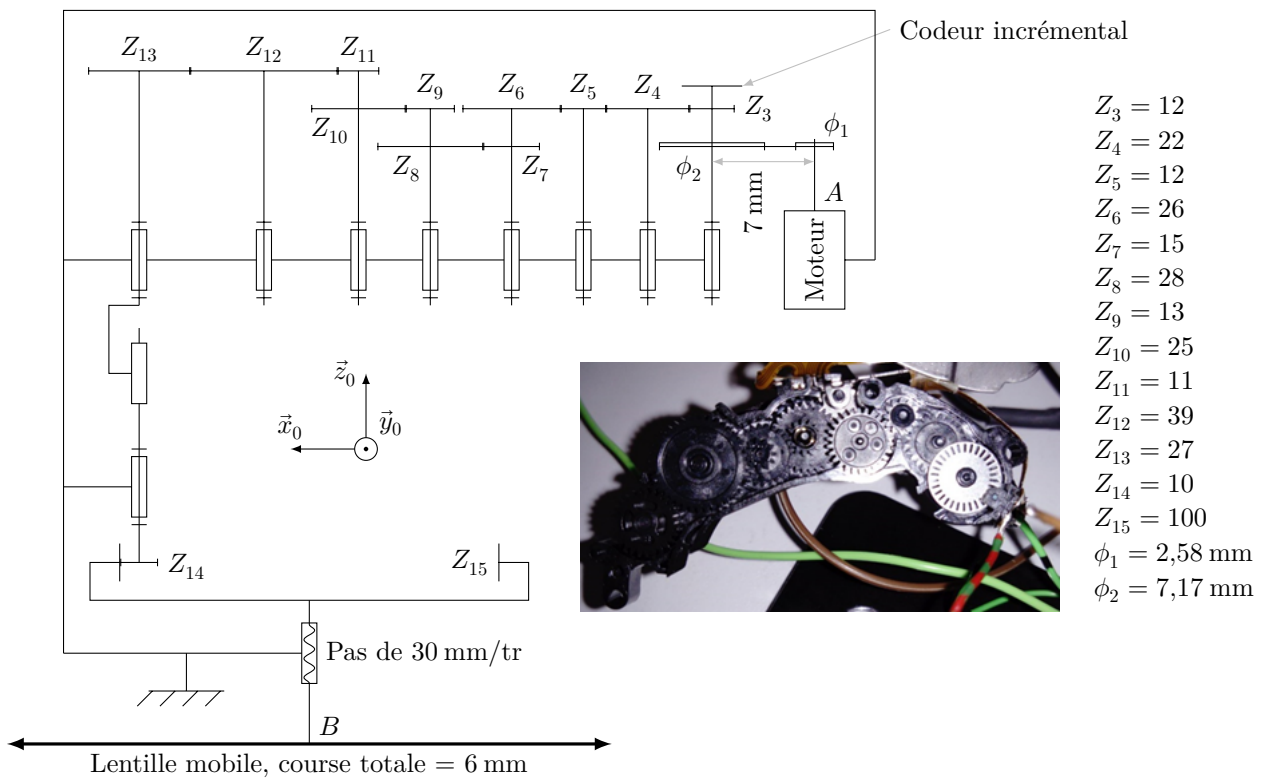 Codeur incrémental
Z₁₃ Z₁₂ Z₁₁
Z₉ Z₆ Z₅ Z₄
Z₁₀ Z₃
ϕ₁
Z₈ Z₇ ϕ₂
7 mm
A
Moteur
z⃗₀
x⃗₀ y⃗₀
Z₁₄ Z₁₅
Pas de 30 mm/tr
B
Lentille mobile, course totale = 6 mm
Z₃ = 12
Z₄ = 22
Z₅ = 12
Z₆ = 26
Z₇ = 15
Z₈ = 28
Z₉ = 13
Z₁₀ = 25
Z₁₁ = 11
Z₁₂ = 39
Z₁₃ = 27
Z₁₄ = 10
Z₁₅ = 100
ϕ₁ = 2,58 mm
ϕ₂ = 7,17 mm